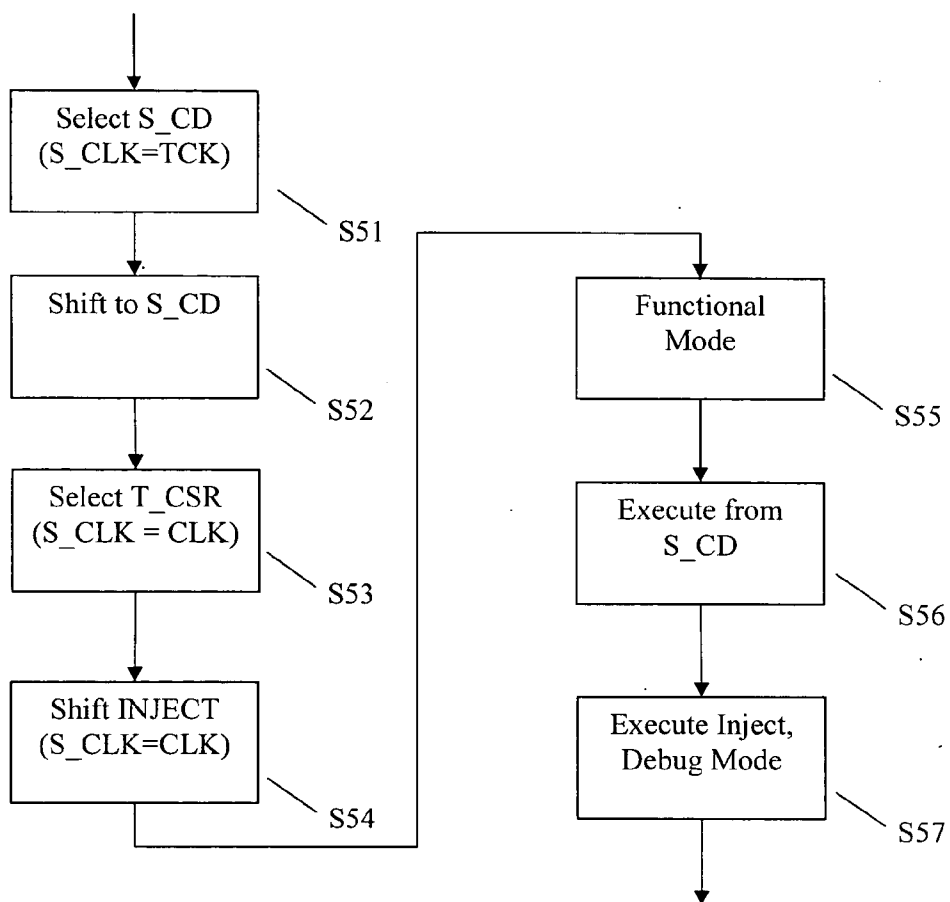 Select S_CD
(S_CLK=TCK)
S51
Shift to S_CD
S52
Select T_CSR
(S_CLK = CLK)
S53
Shift INJECT
(S_CLK=CLK)
S54
Functional
Mode
S55
Execute from
S_CD
S56
Execute Inject,
Debug Mode
S57